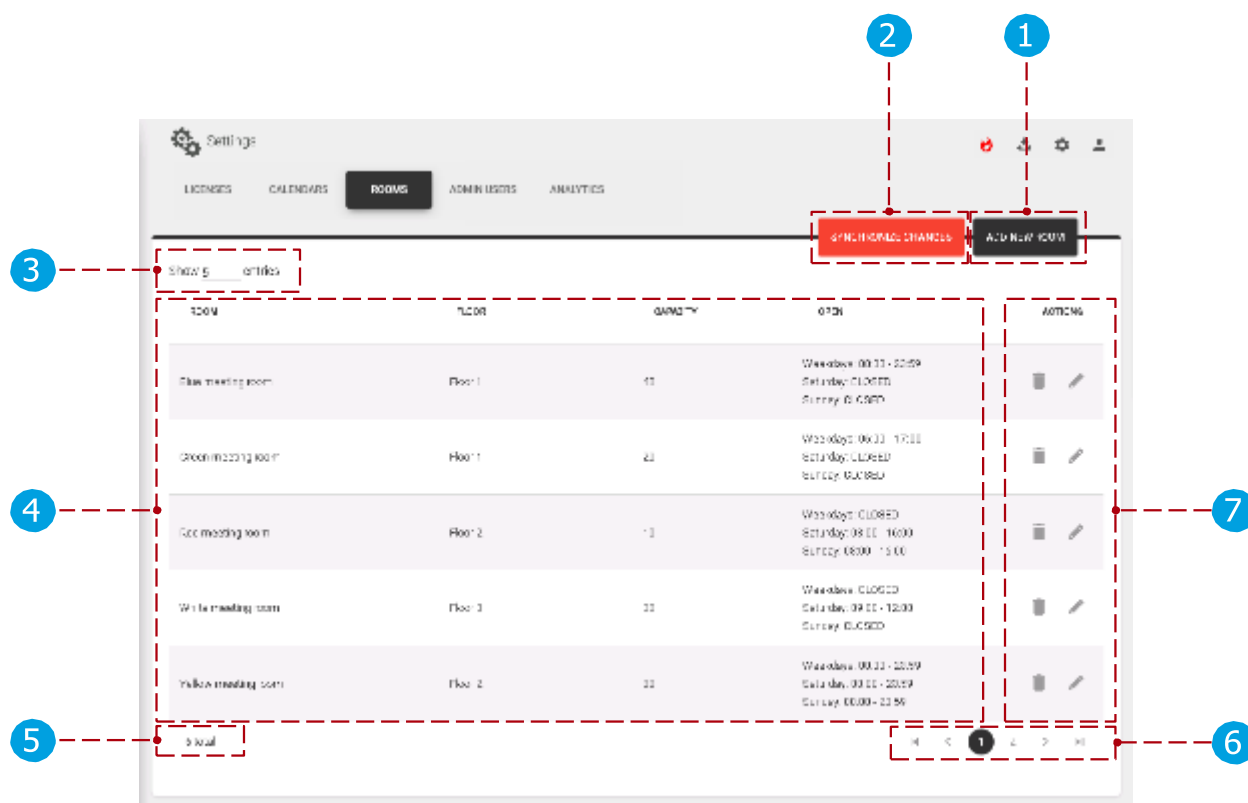 2 1
Settings
LICENSES CALENDARS ROOMS ADMIN USERS ANALYTICS
SYNCHRONIZE CHANGES ADD NEW ROOM
3 Show 5 entries
ROOM FLOOR CAPACITY OPEN ACTIONS
Weekdays: 00:00 - 23:59
Blue meeting room Floor 1
Saturday: CLOSED
Sunday: CLOSED
Weekdays: 06:00 - 17:00
Green meeting room Floor 1 20
Saturday: CLOSED
Sunday: CLOSED
4 7
Weekdays: CLOSED
Red meeting room Floor 2 10
Saturday: 08:00 - 16:00
Sunday: 08:00
Weekdays: CLOSED
White meeting room Floor 3
Saturday: 09:00 - 12:00
Sunday: CLOSED
Weekdays: 00:00 - 23:59
Yellow meeting room Floor 2
Saturday: 00:00 - 23:59
Sunday: 00:00 - 23:59
5 total 1 6